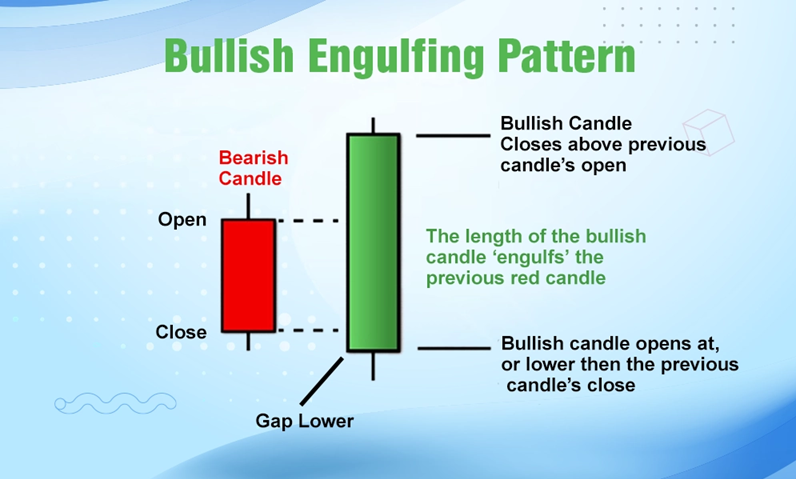 Bullish Engulfing Pattern
Bearish
Candle
Open
Close
Gap Lower
Bullish Candle
Closes above previous
candle's open
The length of the bullish
candle ‘engulfs’ the
previous red candle
Bullish candle opens at,
or lower then the previous
candle's close